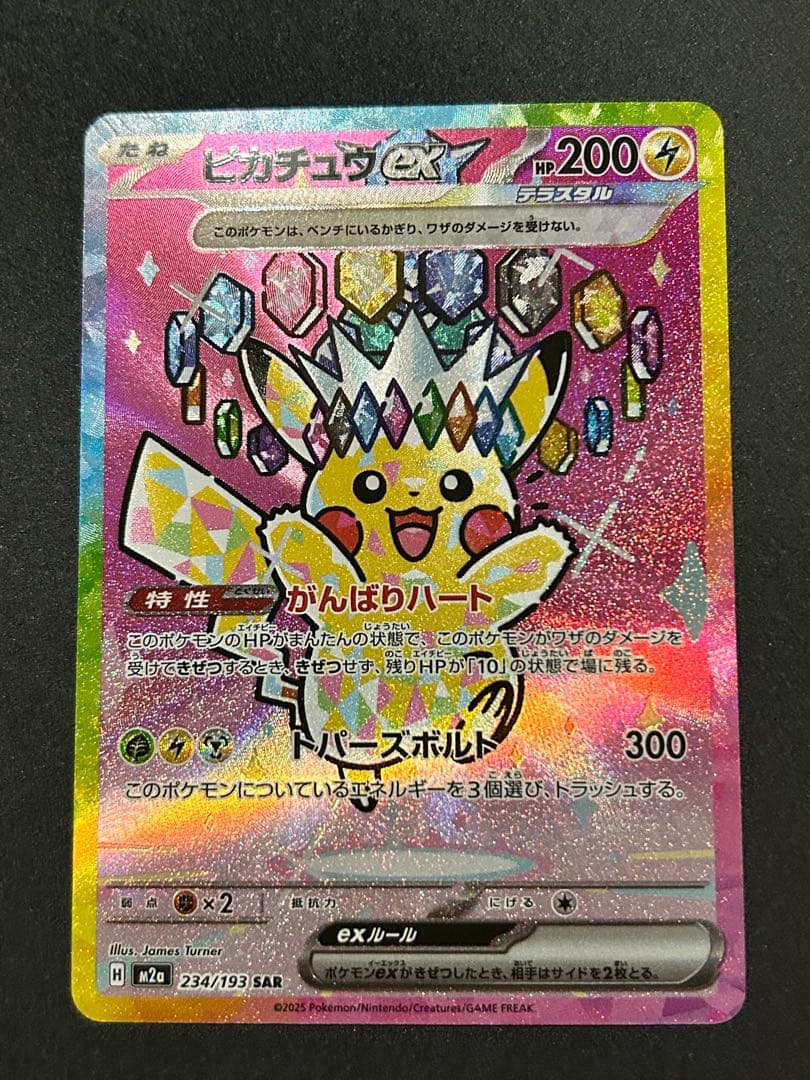 たね ピカチュウex HP200
テラスタル
このポケモンは、ベンチにいるかぎり、ワザのダメージを受けない。
特性 がんばりハート
このポケモンのHPがまんたんの状態で、このポケモンがワザのダメージを
受けてきぜつするとき、きぜつせず、残りHPが「10」の状態で場に残る。
トパーズボルト 300
このポケモンについているエネルギーを3個選び、トラッシュする。
弱点 ×2 抵抗力 にげる
exルール
ポケモンexがきぜつしたとき、相手はサイドを2枚とる。
Illus. James Turner
H M2a 234/193 SAR
©2025 Pokémon/Nintendo/Creatures/GAME FREAK.